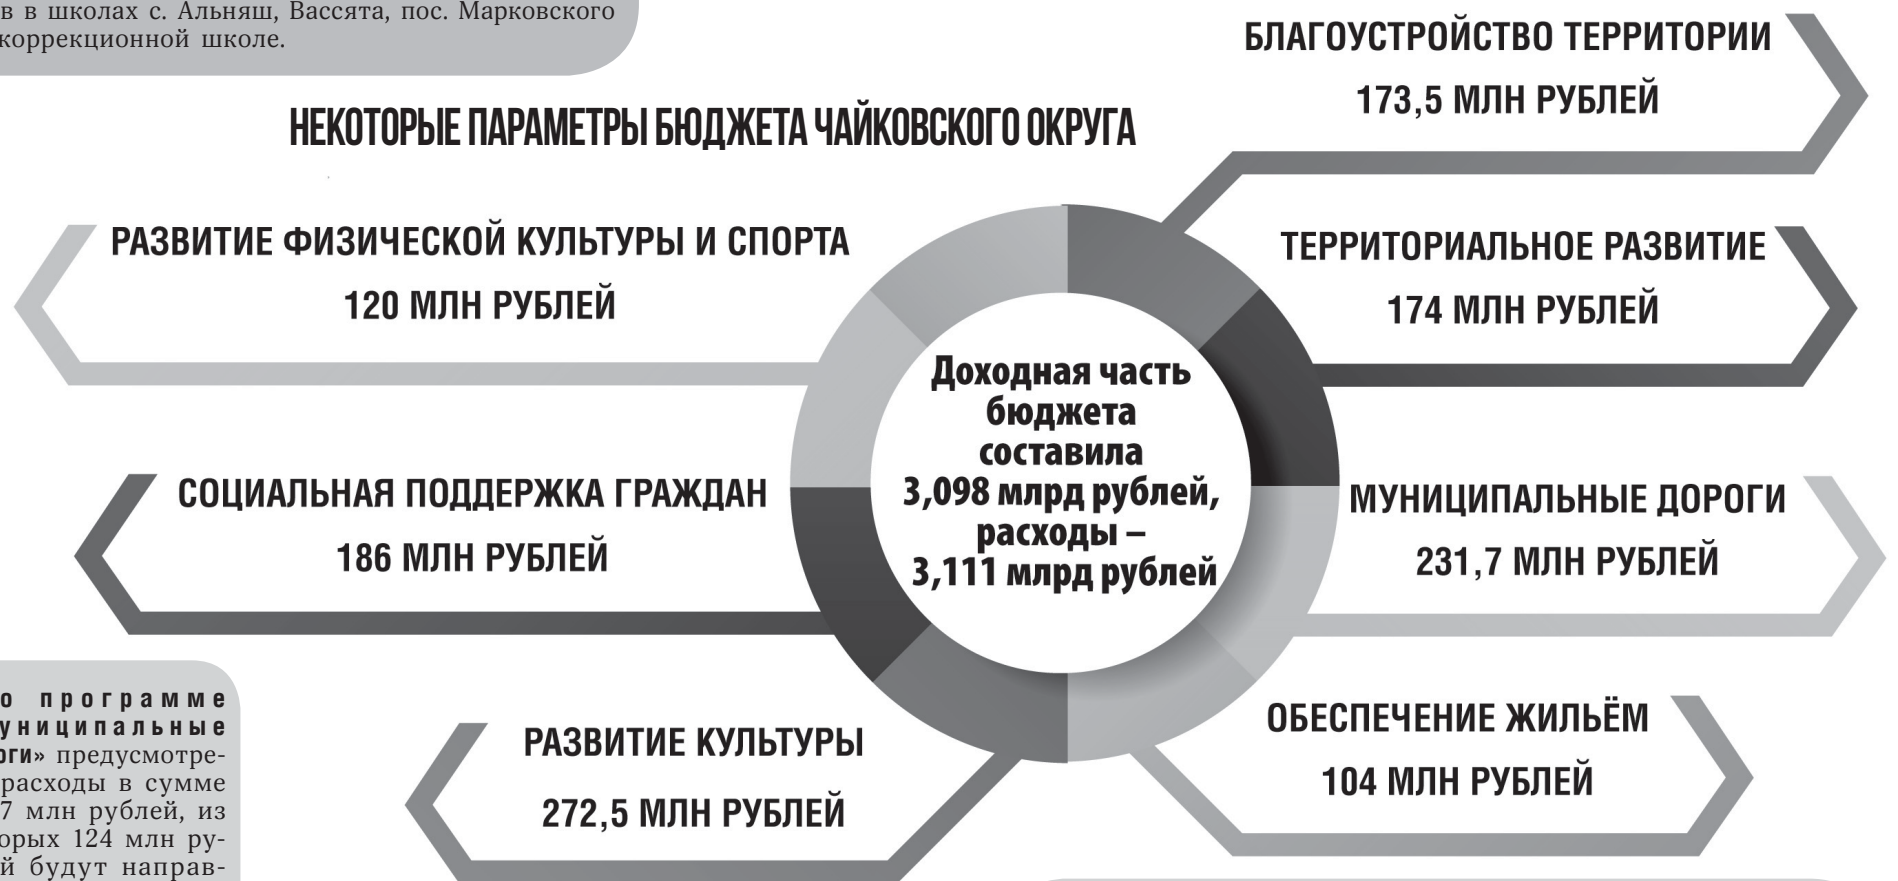 в в школах с. Альняш, Вассята, пос. Марковского
коррекционной школе.
НЕКОТОРЫЕ ПАРАМЕТРЫ БЮДЖЕТА ЧАЙКОВСКОГО ОКРУГА
БЛАГОУСТРОЙСТВО ТЕРРИТОРИИ
173,5 МЛН РУБЛЕЙ
РАЗВИТИЕ ФИЗИЧЕСКОЙ КУЛЬТУРЫ И СПОРТА
120 МЛН РУБЛЕЙ
ТЕРРИТОРИАЛЬНОЕ РАЗВИТИЕ
174 МЛН РУБЛЕЙ
Доходная часть
бюджета
составила
3,098 млрд рублей,
расходы –
3,111 млрд рублей
СОЦИАЛЬНАЯ ПОДДЕРЖКА ГРАЖДАН
186 МЛН РУБЛЕЙ
МУНИЦИПАЛЬНЫЕ ДОРОГИ
231,7 МЛН РУБЛЕЙ
РАЗВИТИЕ КУЛЬТУРЫ
272,5 МЛН РУБЛЕЙ
ОБЕСПЕЧЕНИЕ ЖИЛЬЁМ
104 МЛН РУБЛЕЙ
о программе
униципальные
оги» предусмотре-
расходы в сумме
7 млн рублей, из
орых 124 млн ру-
й будут направ-